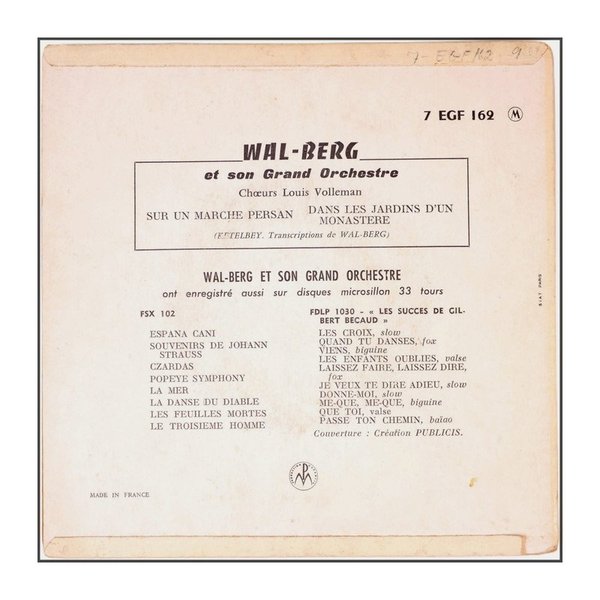 7 - EGF 162
7 EGF 162 M
WAL-BERG
et son Grand Orchestre
Chœurs Louis Volleman
SUR UN MARCHE PERSAN
DANS LES JARDINS D'UN
MONASTERE
(KETELBEY. Transcriptions de WAL-BERG)
WAL-BERG ET SON GRAND ORCHESTRE
ont enregistré aussi sur disques microsillon 33 tours
FSX 102
ESPANA CANI
SOUVENIRS DE JOHANN
STRAUSS
CZARDAS
POPEYE SYMPHONY
LA MER
LA DANSE DU DIABLE
LES FEUILLES MORTES
LE TROISIEME HOMME
FDLP 1030 - « LES SUCCES DE GIL-
BERT BECAUD »
LES CROIX, slow
QUAND TU DANSES, fox
VIENS, biguine
LES ENFANTS OUBLIES, valse
LAISSEZ FAIRE, LAISSEZ DIRE,
fox
JE VEUX TE DIRE ADIEU, slow
DONNE-MOI, slow
ME-QUE, ME-QUE, biguine
QUE TOI, valse
PASSE TON CHEMIN, baïao
Couverture : Création PUBLICIS.
SIAT PARIS
MADE IN FRANCE